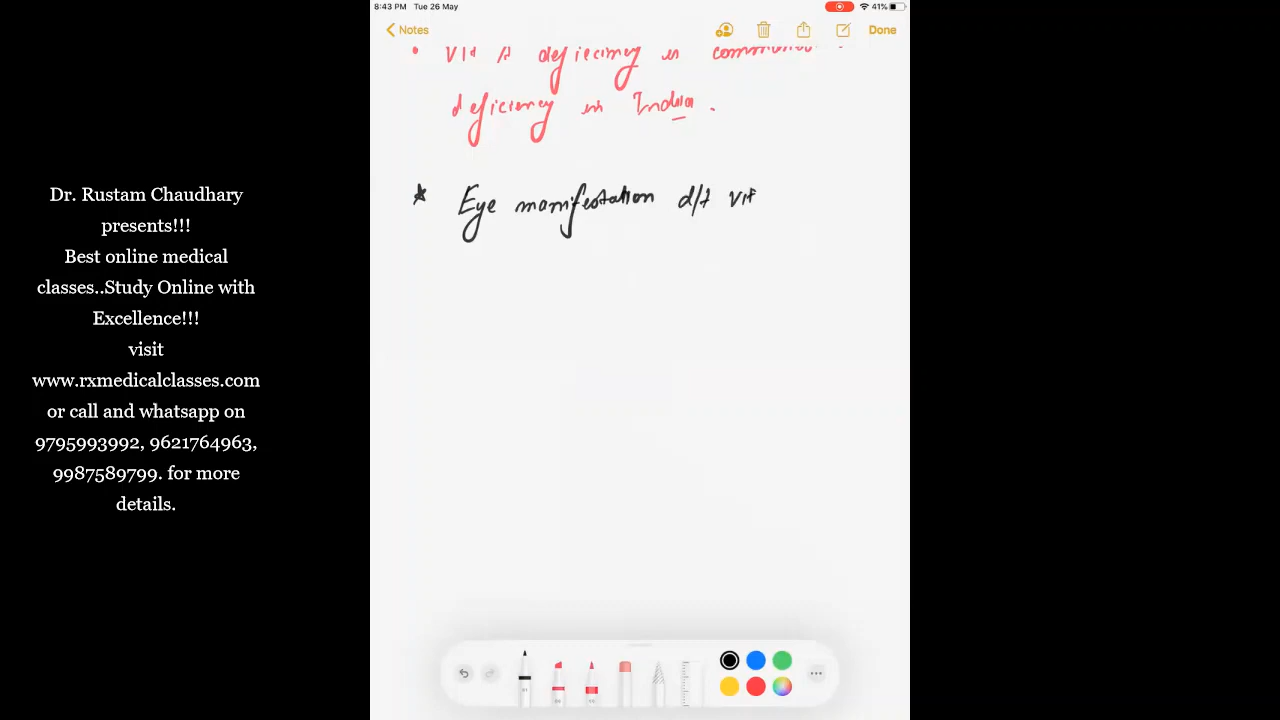 8:43 PM Tue 26 May
41%
Notes
Done
• Vit A deficiency is
deficiency in India.
Dr. Rustam Chaudhary
presents!!!
Best online medical
classes..Study Online with
Excellence!!!
visit
www.rxmedicalclasses.com
or call and whatsapp on
9795993992, 9621764963,
9987589799. for more
details.
★ Eye manifestation d/t vit